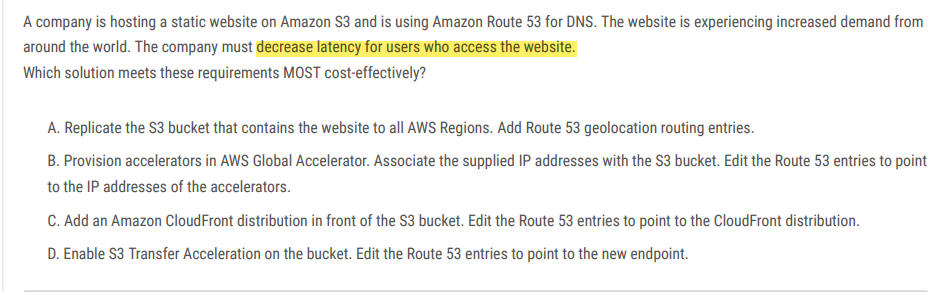 A company is hosting a static website on Amazon S3 and is using Amazon Route 53 for DNS. The website is experiencing increased demand from
around the world. The company must decrease latency for users who access the website.
Which solution meets these requirements MOST cost-effectively?
A. Replicate the S3 bucket that contains the website to all AWS Regions. Add Route 53 geolocation routing entries.
B. Provision accelerators in AWS Global Accelerator. Associate the supplied IP addresses with the S3 bucket. Edit the Route 53 entries to point
to the IP addresses of the accelerators.
C. Add an Amazon CloudFront distribution in front of the S3 bucket. Edit the Route 53 entries to point to the CloudFront distribution.
D. Enable S3 Transfer Acceleration on the bucket. Edit the Route 53 entries to point to the new endpoint.